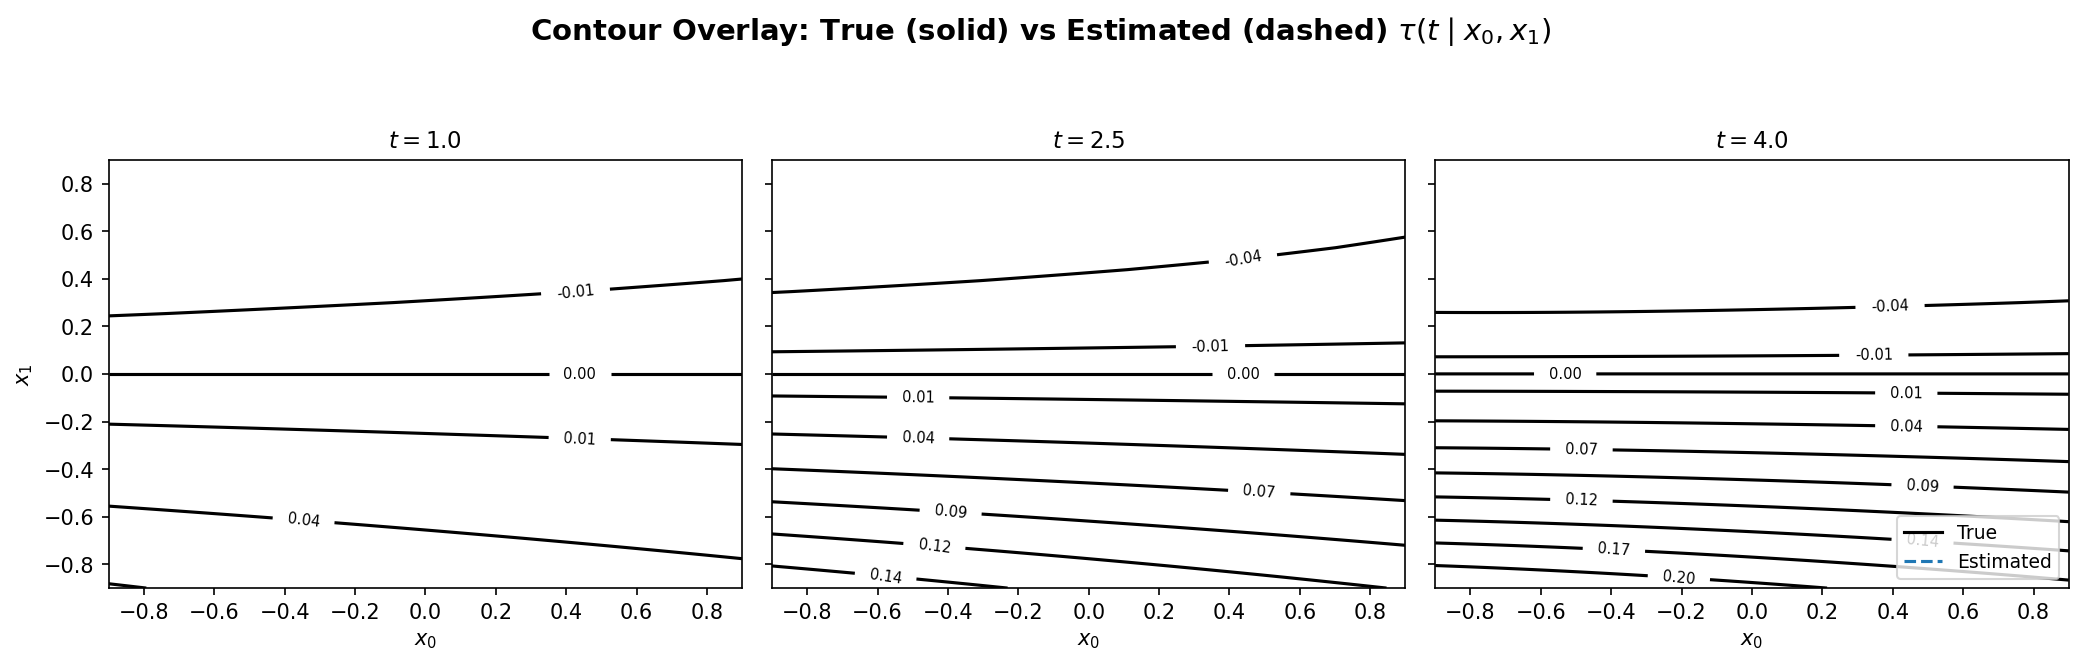 Contour Overlay: True (solid) vs Estimated (dashed) τ(t | x₀, x₁)
t = 1.0
t = 2.5
t = 4.0
x₁
0.8
0.6
0.4
0.2
0.0
−0.2
−0.4
−0.6
−0.8
-0.01
0.00
0.01
0.04
-0.04
-0.01
0.00
0.01
0.04
0.07
0.09
0.12
0.14
-0.04
-0.01
0.00
0.01
0.04
0.07
0.09
0.12
0.14
0.17
0.20
True
Estimated
−0.8 −0.6 −0.4 −0.2 0.0 0.2 0.4 0.6 0.8
−0.8 −0.6 −0.4 −0.2 0.0 0.2 0.4 0.6 0.8
−0.8 −0.6 −0.4 −0.2 0.0 0.2 0.4 0.6 0.8
x₀
x₀
x₀